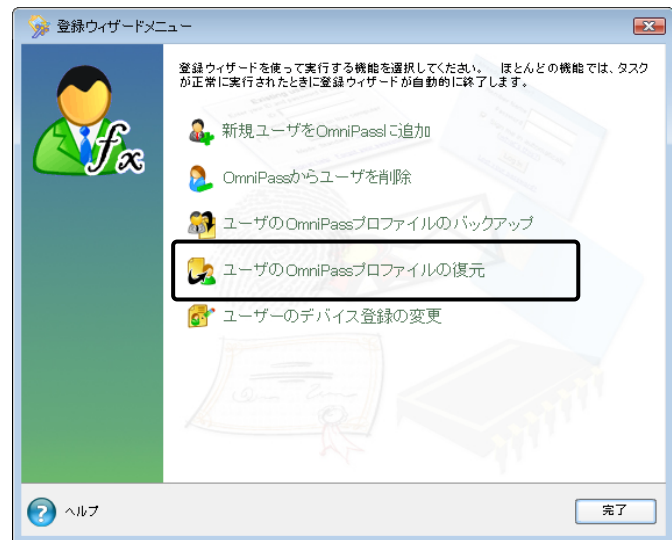 登録ウィザードメニュー
登録ウィザードを使って実行する機能を選択してください。 ほとんどの機能では、タスク
が正常に実行されたときに登録ウィザードが自動的に終了します。
fx
新規ユーザをOmniPassに追加
OmniPassからユーザを削除
ユーザのOmniPassプロファイルのバックアップ
ユーザのOmniPassプロファイルの復元
ユーザーのデバイス登録の変更
ヘルプ
完了